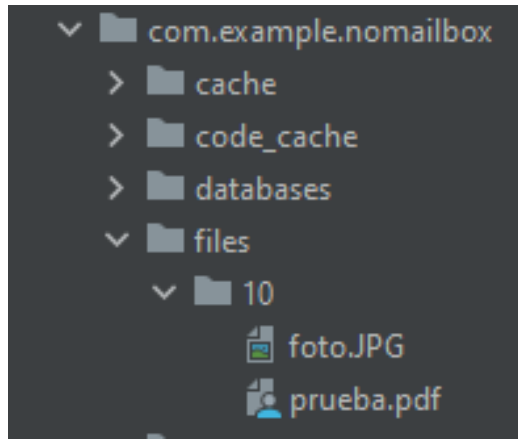 com.example.nomailbox
cache
code_cache
databases
files
10
foto.JPG
prueba.pdf